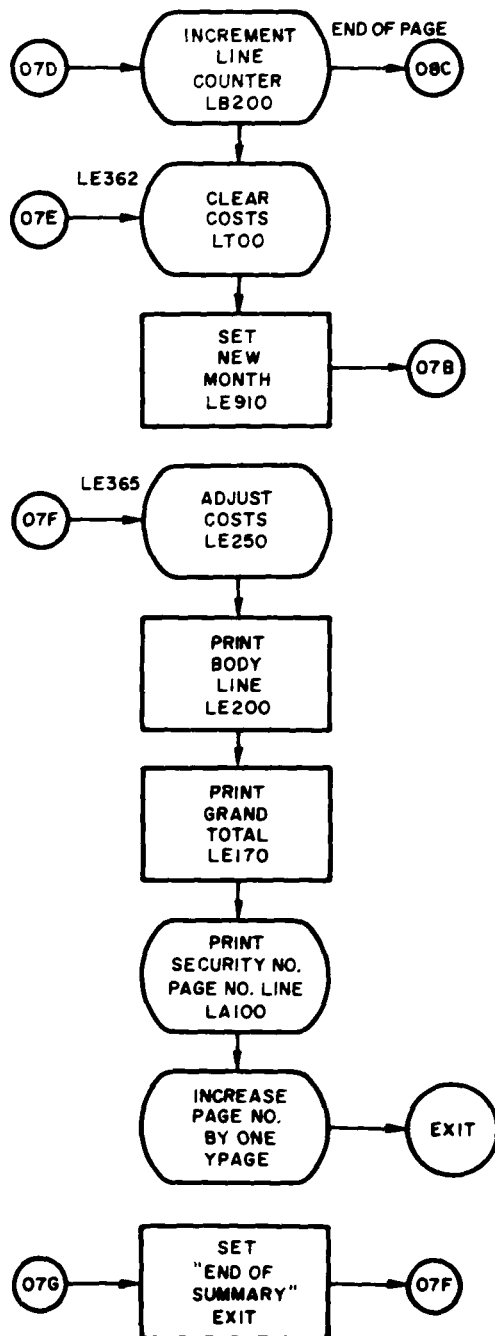 INCREMENT
LINE
COUNTER
LB200
END OF PAGE
07D
08C
LE362
07E
CLEAR
COSTS
LT00
SET
NEW
MONTH
LE910
07B
LE365
07F
ADJUST
COSTS
LE250
PRINT
BODY
LINE
LE200
PRINT
GRAND
TOTAL
LE170
PRINT
SECURITY NO.
PAGE NO. LINE
LA100
INCREASE
PAGE NO.
BY ONE
YPAGE
EXIT
07G
SET
"END OF
SUMMARY"
EXIT
07F